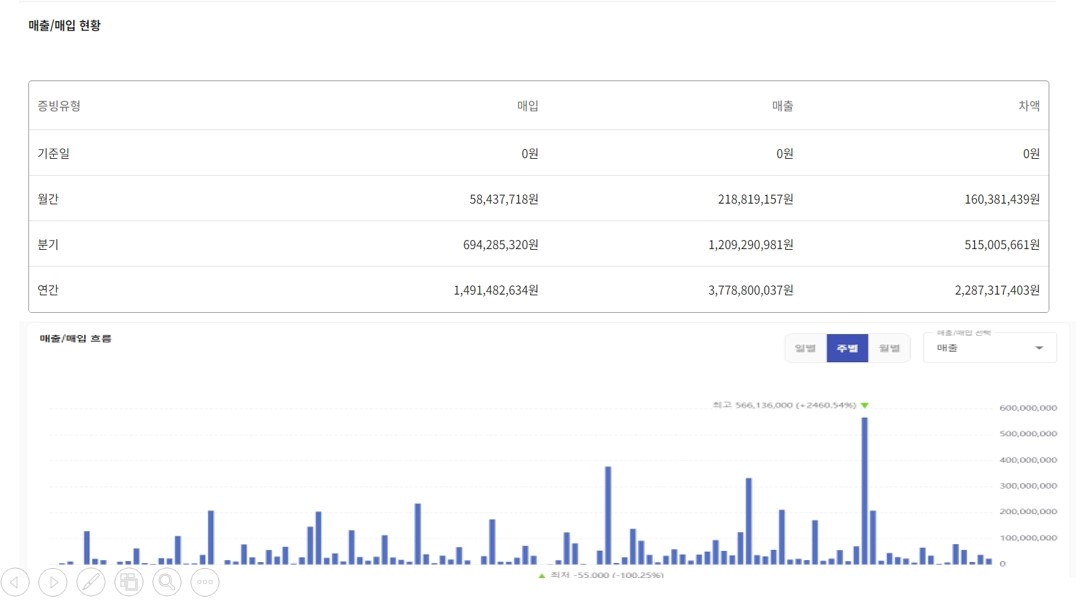 매출/매입 현황
증빙유형 매입 매출 차액
기준일 0원 0원 0원
월간 58,437,718원 218,819,157원 160,381,439원
분기 694,285,320원 1,209,290,981원 515,005,661원
연간 1,491,482,634원 3,778,800,037원 2,287,317,403원
매출/매입 흐름
일별 주별 월별
매출/매입 선택
매출
최고 566,136,000 (+2460.54%)
600,000,000
500,000,000
400,000,000
300,000,000
200,000,000
100,000,000
0
최저 -55,000 (-100.25%)